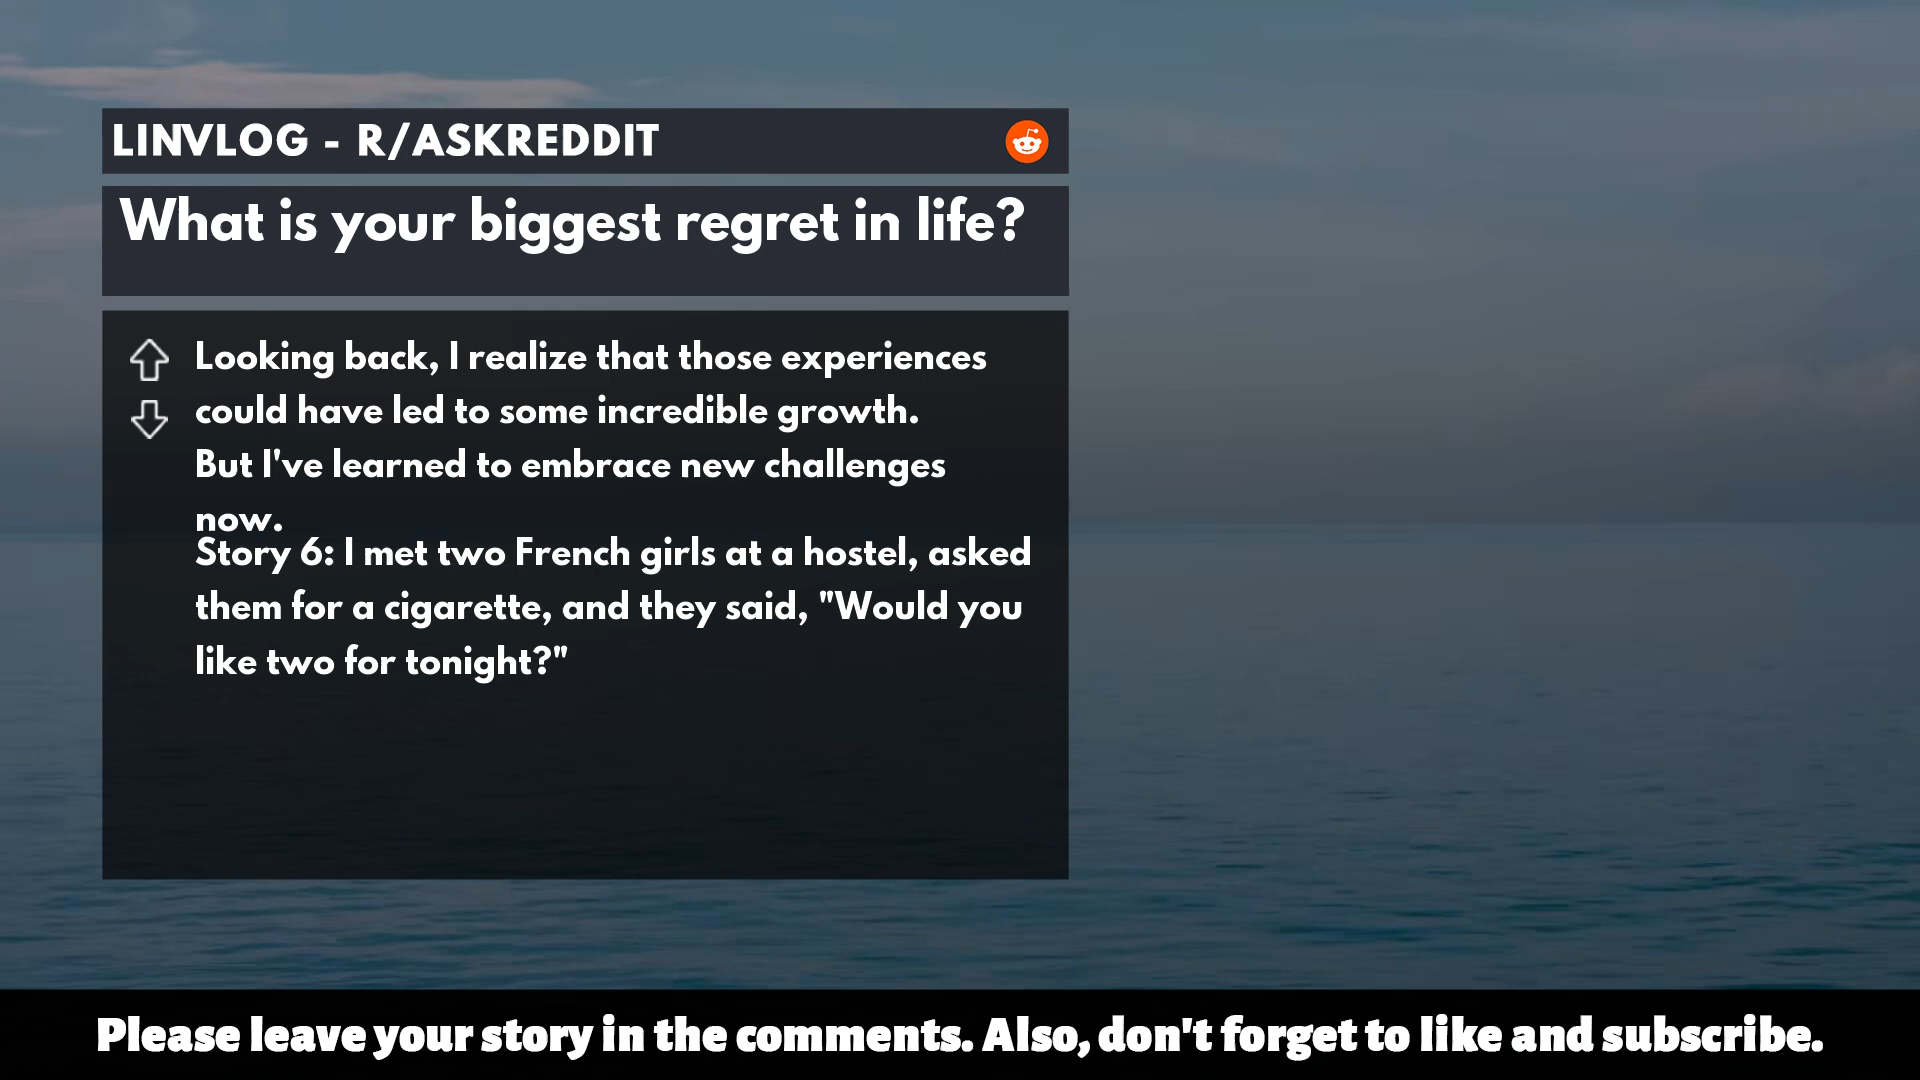 LINVLOG - R/ASKREDDIT
What is your biggest regret in life?
Looking back, I realize that those experiences
could have led to some incredible growth.
But I've learned to embrace new challenges
now.
Story 6: I met two French girls at a hostel, asked
them for a cigarette, and they said, "Would you
like two for tonight?"
Please leave your story in the comments. Also, don't forget to like and subscribe.